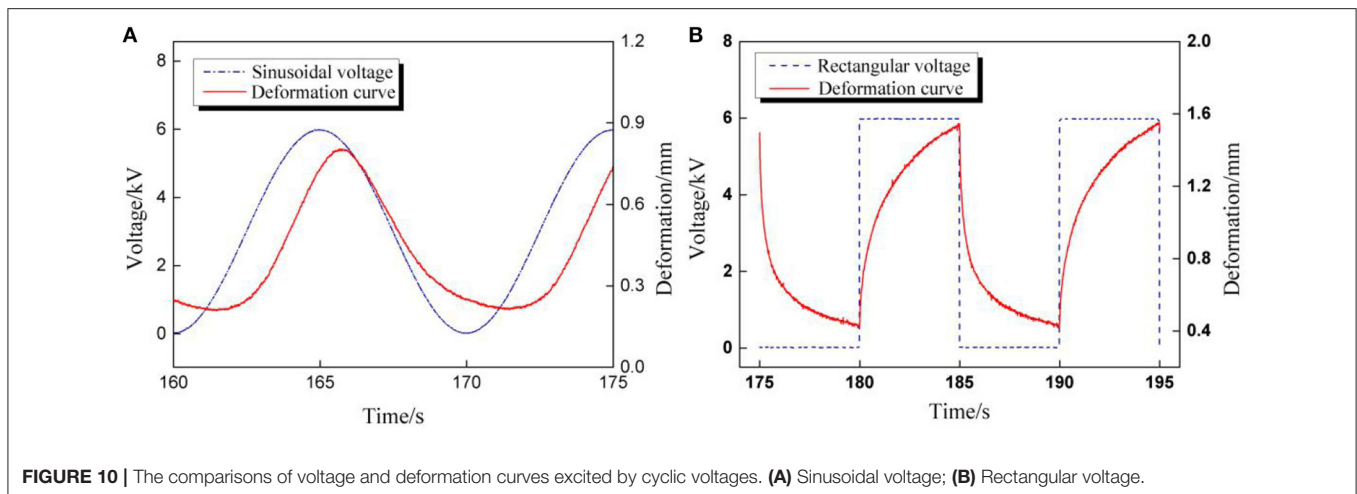 A
Voltage/kV
8
6
4
2
0
Sinusoidal voltage
Deformation curve
1.2
0.9
0.6
0.3
0.0
Deformation/mm
160 165 170 175
Time/s
B
Voltage/kV
8
6
4
2
0
Rectangular voltage
Deformation curve
2.0
1.6
1.2
0.8
0.4
Deformation/mm
175 180 185 190 195
Time/s
FIGURE 10 | The comparisons of voltage and deformation curves excited by cyclic voltages. (A) Sinusoidal voltage; (B) Rectangular voltage.